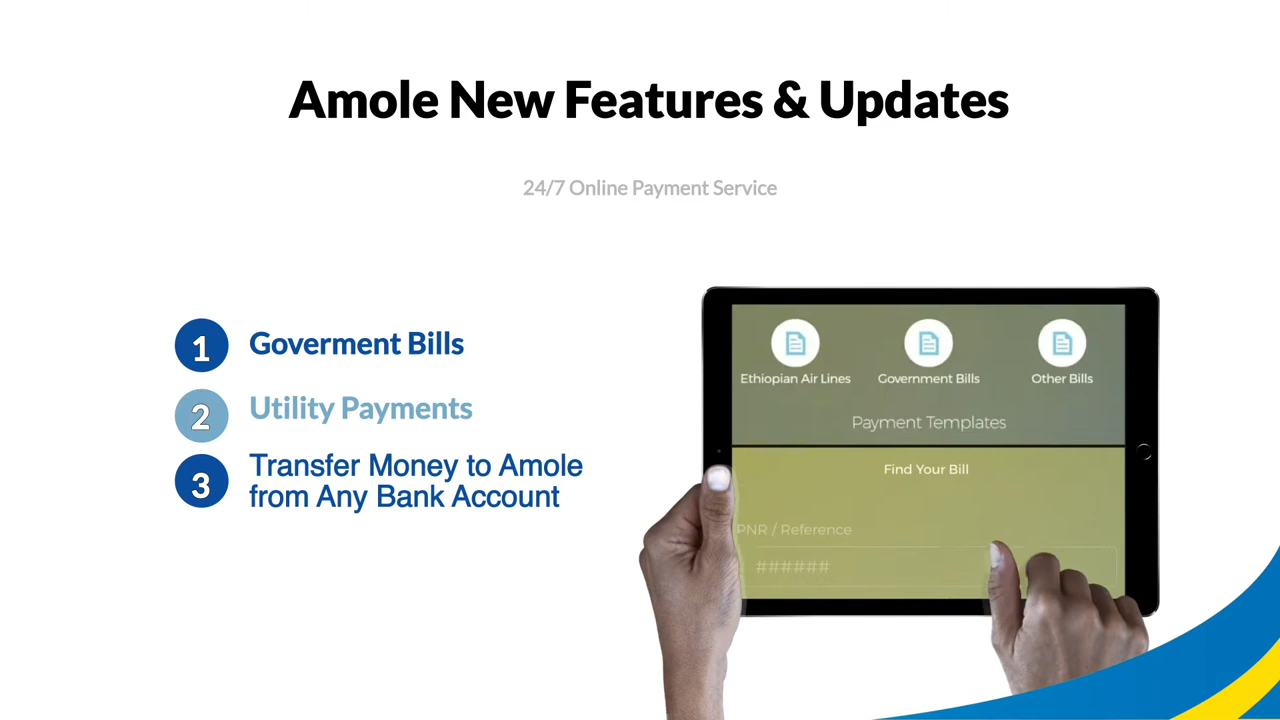 Amole New Features & Updates
24/7 Online Payment Service
1 Goverment Bills
2 Utility Payments
3 Transfer Money to Amole
from Any Bank Account
Ethiopian Air Lines Government Bills Other Bills
Payment Templates
Find Your Bill
PNR / Reference
######